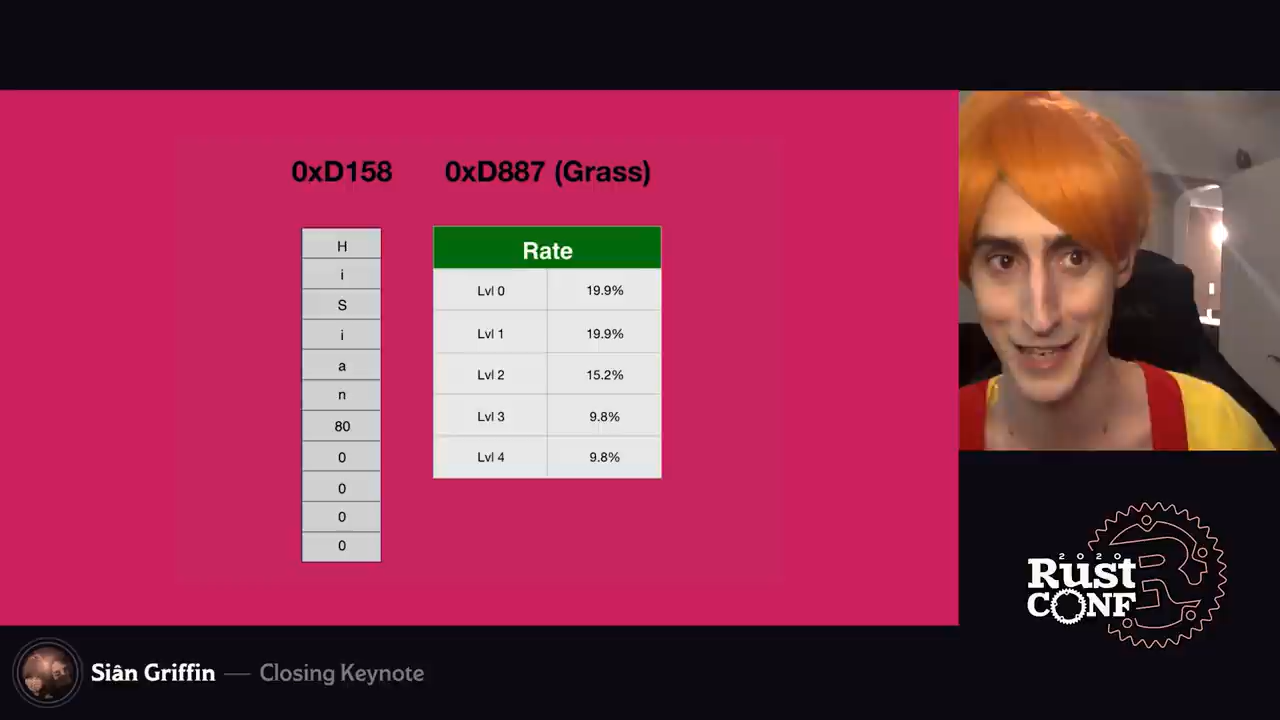 0xD158
0xD887 (Grass)
H
i
S
i
a
n
80
0
0
0
0
Rate
Lvl 0 19.9%
Lvl 1 19.9%
Lvl 2 15.2%
Lvl 3 9.8%
Lvl 4 9.8%
2020
Rust
CONF
R
Siân Griffin — Closing Keynote